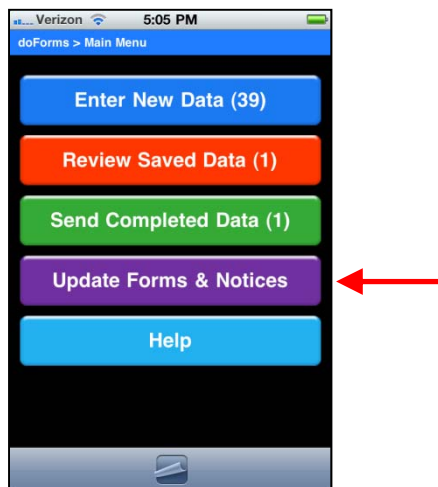 Verizon 5:05 PM
doForms > Main Menu
Enter New Data (39)
Review Saved Data (1)
Send Completed Data (1)
Update Forms & Notices
Help